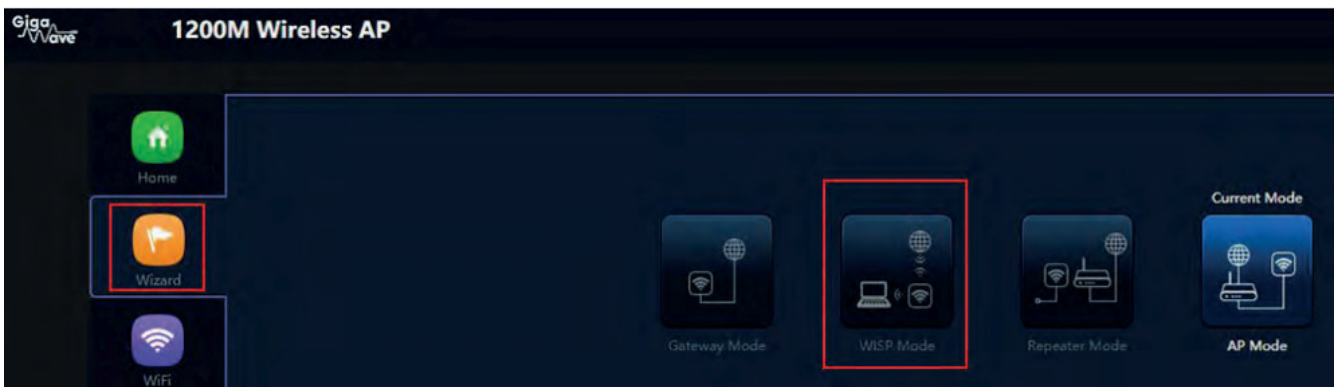 Giga
Wave
1200M Wireless AP
Home
Wizard
WiFi
Current Mode
Gateway Mode
WISP Mode
Repeater Mode
AP Mode